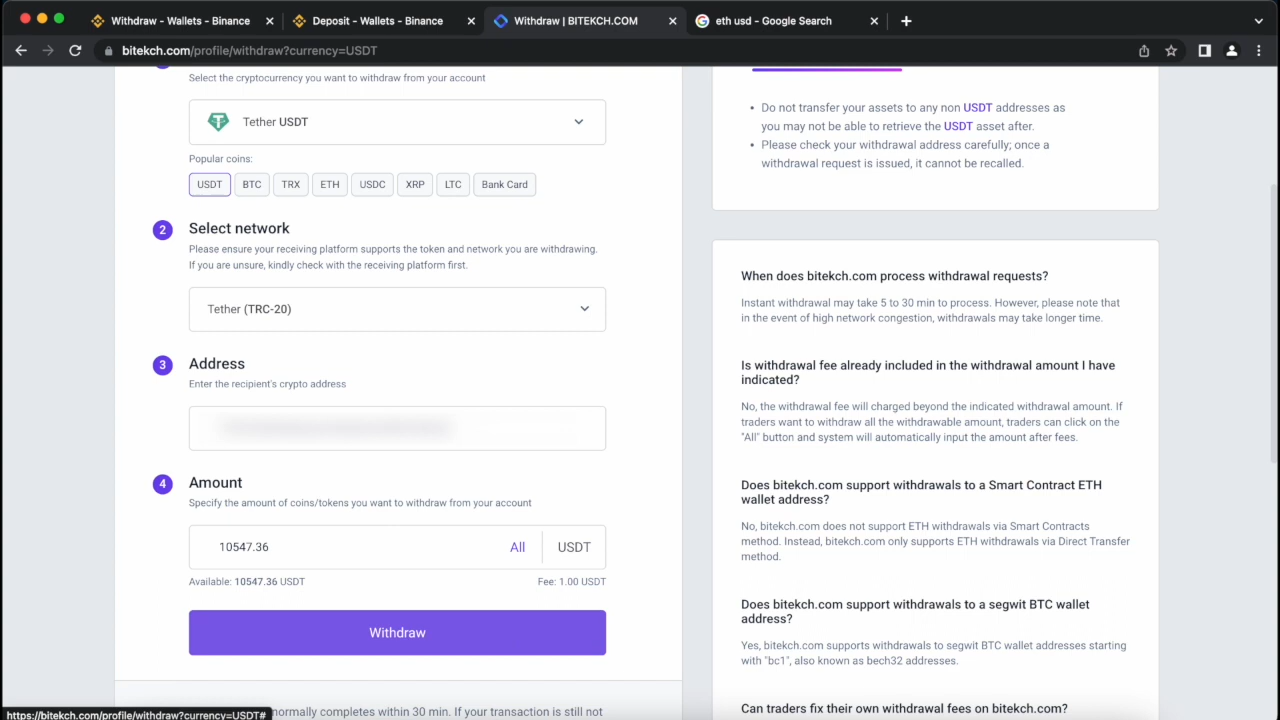 Withdraw - Wallets - Binance
Deposit - Wallets - Binance
Withdraw | BITEKCH.COM
eth usd - Google Search
bitekch.com/profile/withdraw?currency=USDT
Select the cryptocurrency you want to withdraw from your account
Tether USDT
Popular coins:
USDT BTC TRX ETH USDC XRP LTC Bank Card
2 Select network
Please ensure your receiving platform supports the token and network you are withdrawing.
If you are unsure, kindly check with the receiving platform first.
Tether (TRC-20)
3 Address
Enter the recipient's crypto address
4 Amount
Specify the amount of coins/tokens you want to withdraw from your account
10547.36 All USDT
Available: 10547.36 USDT Fee: 1.00 USDT
Withdraw
normally completes within 30 min. If your transaction is still not
https://bitekch.com/profile/withdraw?currency=USDT#
• Do not transfer your assets to any non USDT addresses as
you may not be able to retrieve the USDT asset after.
• Please check your withdrawal address carefully; once a
withdrawal request is issued, it cannot be recalled.
When does bitekch.com process withdrawal requests?
Instant withdrawal may take 5 to 30 min to process. However, please note that
in the event of high network congestion, withdrawals may take longer time.
Is withdrawal fee already included in the withdrawal amount I have
indicated?
No, the withdrawal fee will charged beyond the indicated withdrawal amount. If
traders want to withdraw all the withdrawable amount, traders can click on the
"All" button and system will automatically input the amount after fees.
Does bitekch.com support withdrawals to a Smart Contract ETH
wallet address?
No, bitekch.com does not support ETH withdrawals via Smart Contracts
method. Instead, bitekch.com only supports ETH withdrawals via Direct Transfer
method.
Does bitekch.com support withdrawals to a segwit BTC wallet
address?
Yes, bitekch.com supports withdrawals to segwit BTC wallet addresses starting
with "bc1", also known as bech32 addresses.
Can traders fix their own withdrawal fees on bitekch.com?